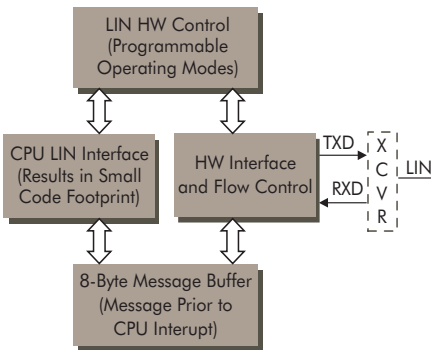 LIN HW Control
(Programmable
Operating Modes)
CPU LIN Interface
(Results in Small
Code Footprint)
HW Interface
and Flow Control
TXD
RXD
X
C
V
R
LIN
8-Byte Message Buffer
(Message Prior to
CPU Interupt)